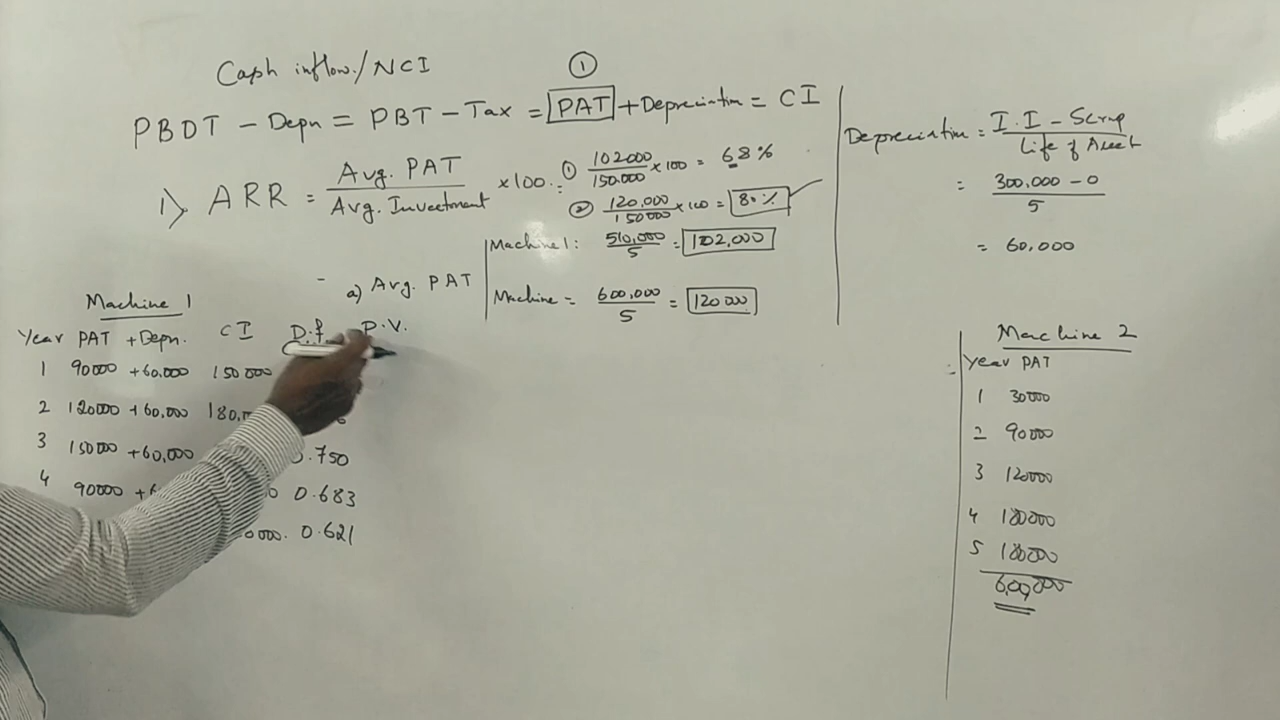 Cash inflow/NCI
①
PBDT - Depn = PBT - Tax = PAT + Depreciation = CI
1) ARR = Avg. PAT / Avg. Investment × 100 =
① 102000 / 150.000 × 100 = 68%
② 120,000 / 150000 × 100 = 80%
a) Avg. PAT
Machine 1: 510,000 / 5 = 102,000
Machine = 600,000 / 5 = 120000
Depreciation = I.I - Scrap / Life of Asset
= 300,000 - 0 / 5
= 60,000
Machine 1
Year PAT + Depn. CI D.f P.V.
1 90000 +60,000 150000
2 120000 +60,000 180,
3 150000 +60,000 .750
4 90000 +6 0 0.683
0000. 0.621
Machine 2
Year PAT
1 30000
2 90000
3 120000
4 180000
5 180000
6,00,000